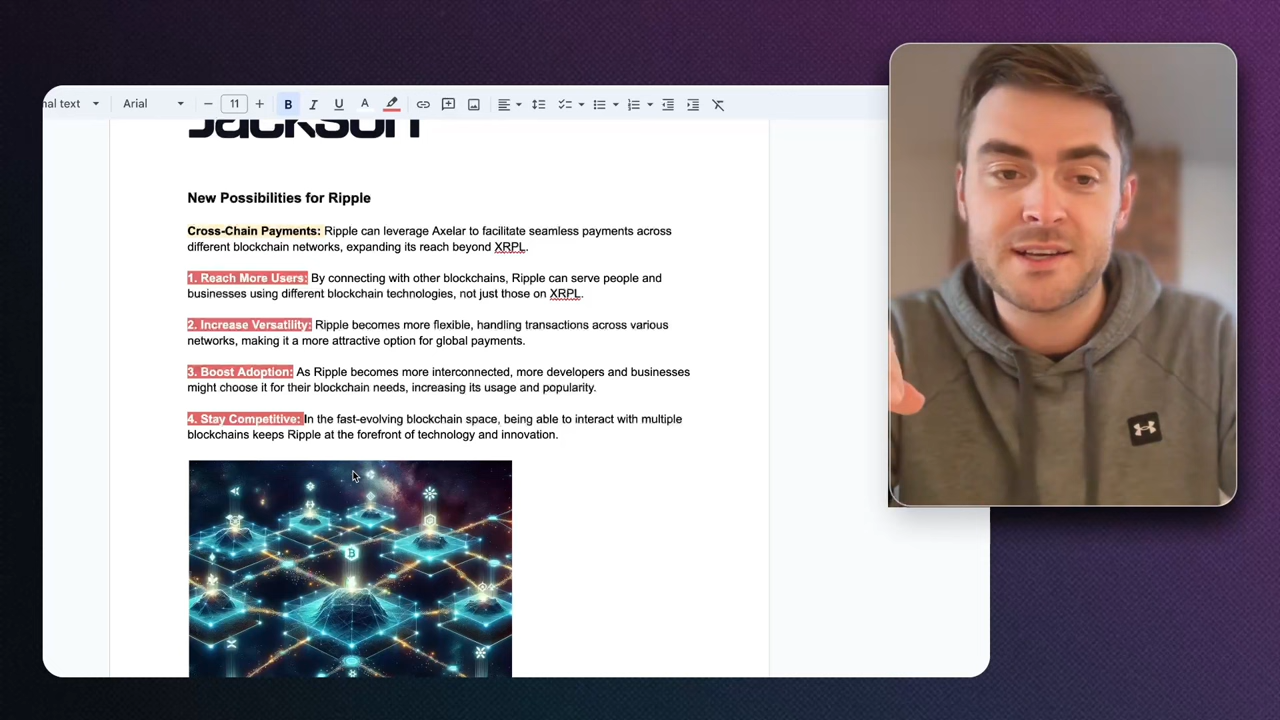 nal text Arial 11 B I U A
Jackson
New Possibilities for Ripple
Cross-Chain Payments: Ripple can leverage Axelar to facilitate seamless payments across
different blockchain networks, expanding its reach beyond XRPL.
1. Reach More Users: By connecting with other blockchains, Ripple can serve people and
businesses using different blockchain technologies, not just those on XRPL.
2. Increase Versatility: Ripple becomes more flexible, handling transactions across various
networks, making it a more attractive option for global payments.
3. Boost Adoption: As Ripple becomes more interconnected, more developers and businesses
might choose it for their blockchain needs, increasing its usage and popularity.
4. Stay Competitive: In the fast-evolving blockchain space, being able to interact with multiple
blockchains keeps Ripple at the forefront of technology and innovation.